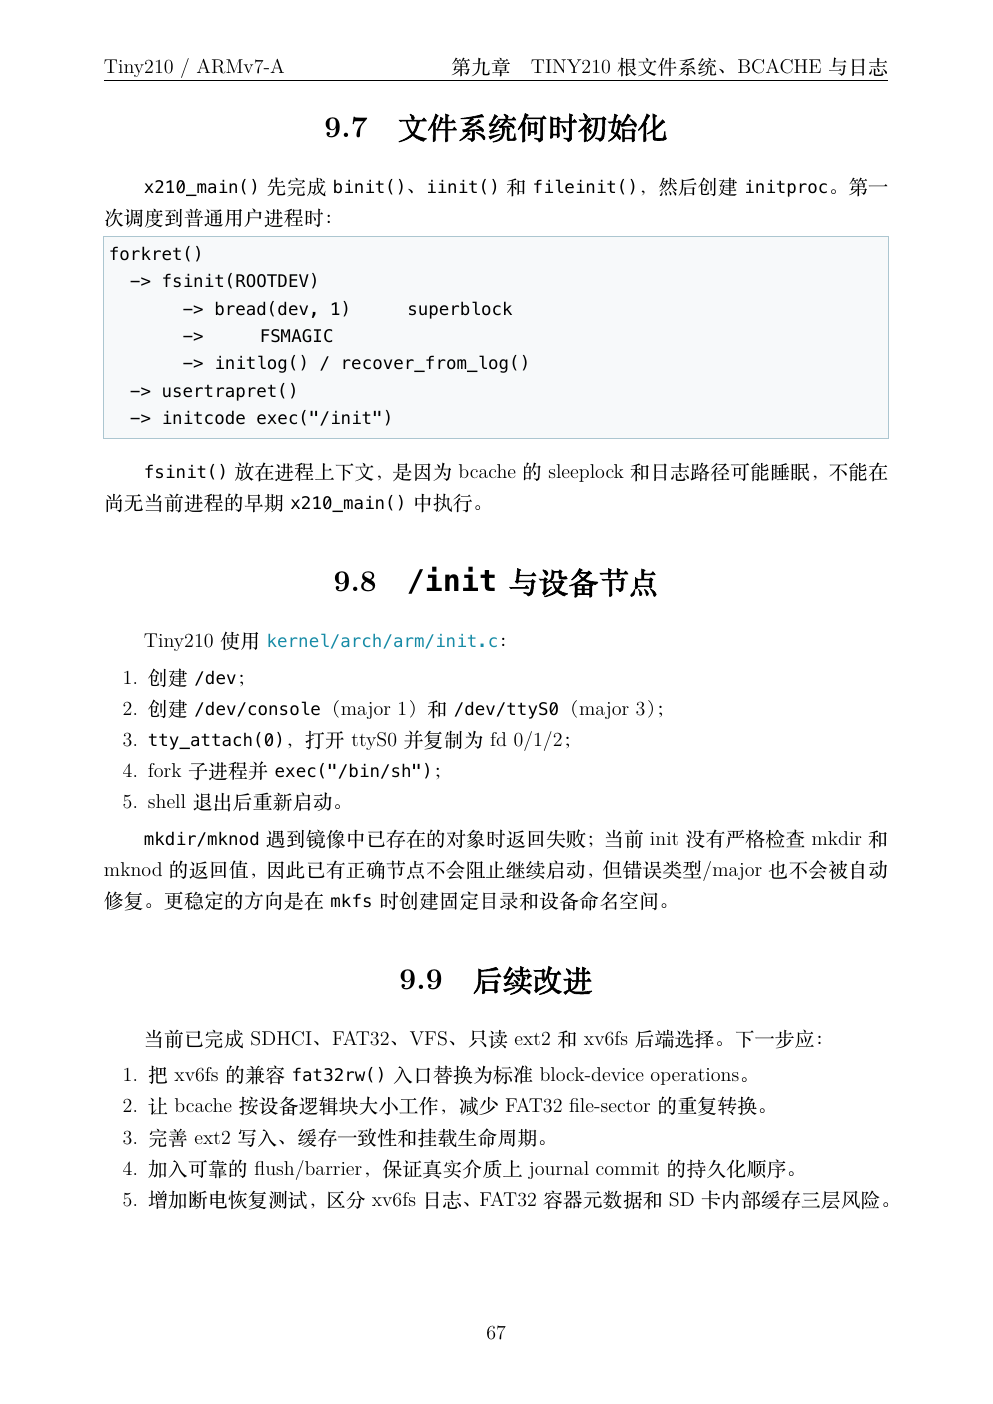 Tiny210 / ARMv7-A 第九章 TINY210 根文件系统、BCACHE 与日志
9.7 文件系统何时初始化
x210_main() 先完成 binit()、iinit() 和 fileinit()，然后创建 initproc。第一
次调度到普通用户进程时：
forkret()
-> fsinit(ROOTDEV)
-> bread(dev, 1) superblock
-> FSMAGIC
-> initlog() / recover_from_log()
-> usertrapret()
-> initcode exec("/init")
fsinit() 放在进程上下文，是因为 bcache 的 sleeplock 和日志路径可能睡眠，不能在
尚无当前进程的早期 x210_main() 中执行。
9.8 /init 与设备节点
Tiny210 使用 kernel/arch/arm/init.c：
1. 创建 /dev；
2. 创建 /dev/console（major 1）和 /dev/ttyS0（major 3）；
3. tty_attach(0)，打开 ttyS0 并复制为 fd 0/1/2；
4. fork 子进程并 exec("/bin/sh")；
5. shell 退出后重新启动。
mkdir/mknod 遇到镜像中已存在的对象时返回失败；当前 init 没有严格检查 mkdir 和
mknod 的返回值，因此已有正确节点不会阻止继续启动，但错误类型/major 也不会被自动
修复。更稳定的方向是在 mkfs 时创建固定目录和设备命名空间。
9.9 后续改进
当前已完成 SDHCI、FAT32、VFS、只读 ext2 和 xv6fs 后端选择。下一步应：
1. 把 xv6fs 的兼容 fat32rw() 入口替换为标准 block-device operations。
2. 让 bcache 按设备逻辑块大小工作，减少 FAT32 file-sector 的重复转换。
3. 完善 ext2 写入、缓存一致性和挂载生命周期。
4. 加入可靠的 flush/barrier，保证真实介质上 journal commit 的持久化顺序。
5. 增加断电恢复测试，区分 xv6fs 日志、FAT32 容器元数据和 SD 卡内部缓存三层风险。
67